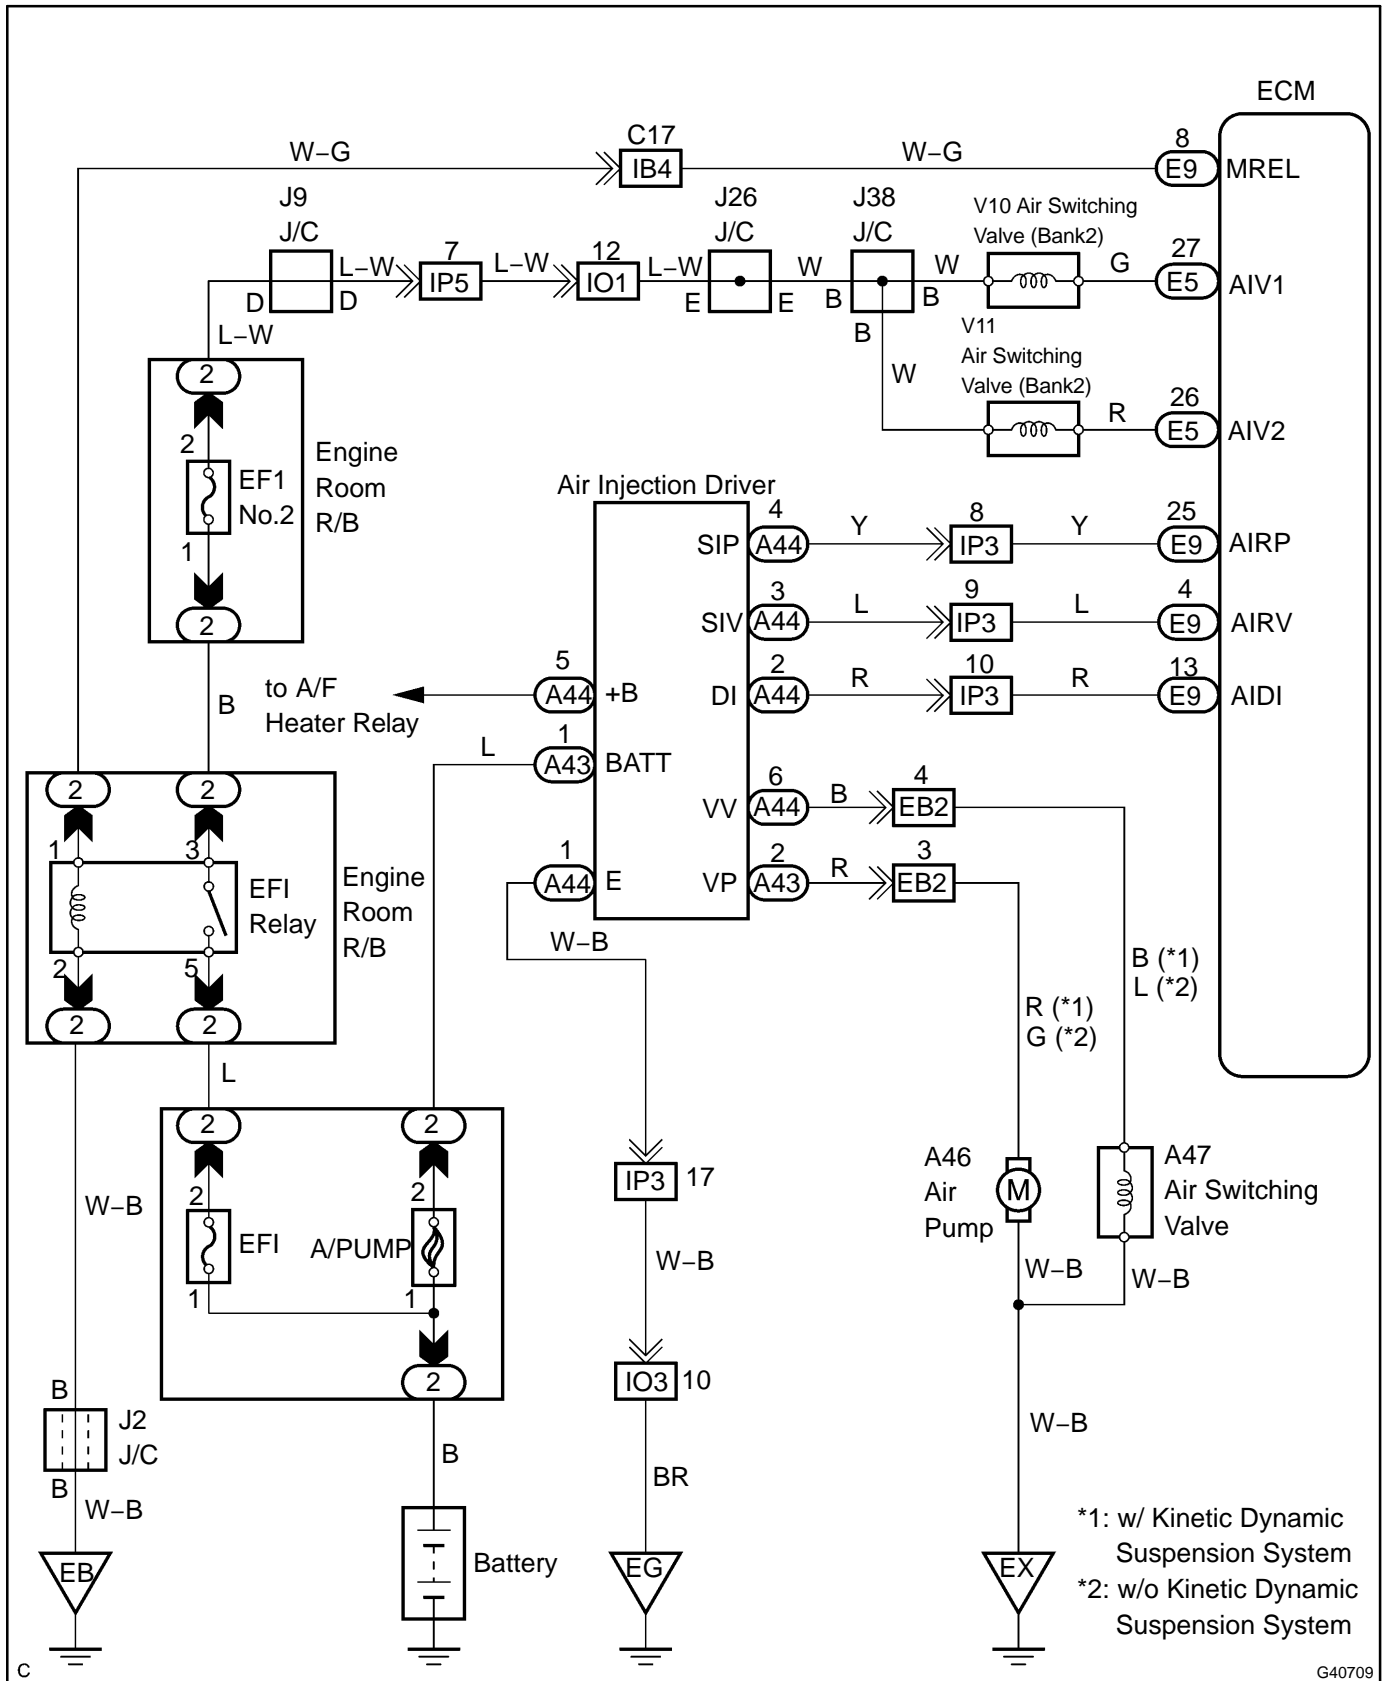 ECM
C17
W–G
IB4
W–G
8
E9
MREL
J9
J/C
J26
J/C
J38
J/C
V10 Air Switching
Valve (Bank2)
L–W
7
IP5
L–W
12
IO1
L–W
W
W
G
27
E5
AIV1
D
D
E
E
B
B
B
L–W
V11
Air Switching
Valve (Bank2)
W
R
26
E5
AIV2
2
2
EF1
No.2
1
2
Engine
Room
R/B
Air Injection Driver
SIP
4
A44
Y
8
IP3
Y
25
E9
AIRP
SIV
3
A44
L
9
IP3
L
4
E9
AIRV
B
to A/F
Heater Relay
5
A44
+B
DI
2
A44
R
10
IP3
R
13
E9
AIDI
L
1
A43
BATT
VV
6
A44
B
4
EB2
1
A44
E
VP
2
A43
R
3
EB2
2
2
1
3
EFI
Relay
2
5
2
2
Engine
Room
R/B
W–B
B (*1)
L (*2)
R (*1)
G (*2)
L
2
2
2
2
EFI
A/PUMP
1
1
2
W–B
IP3
17
W–B
IO3
10
BR
A46
Air
Pump
M
A47
Air Switching
Valve
W–B
W–B
W–B
B
J2
J/C
B
W–B
B
Battery
EB
EG
EX
*1: w/ Kinetic Dynamic
Suspension System
*2: w/o Kinetic Dynamic
Suspension System
C
G40709